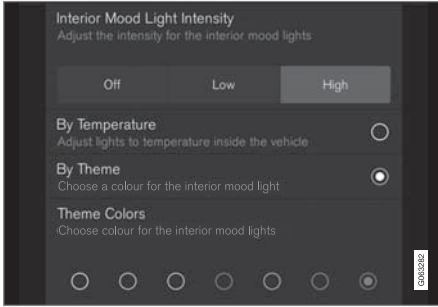 Interior Mood Light Intensity
Adjust the intensity for the interior mood lights
Off Low High
By Temperature
Adjust lights to temperature inside the vehicle
By Theme
Choose a colour for the interior mood light
Theme Colors
Choose colour for the interior mood lights
G063282